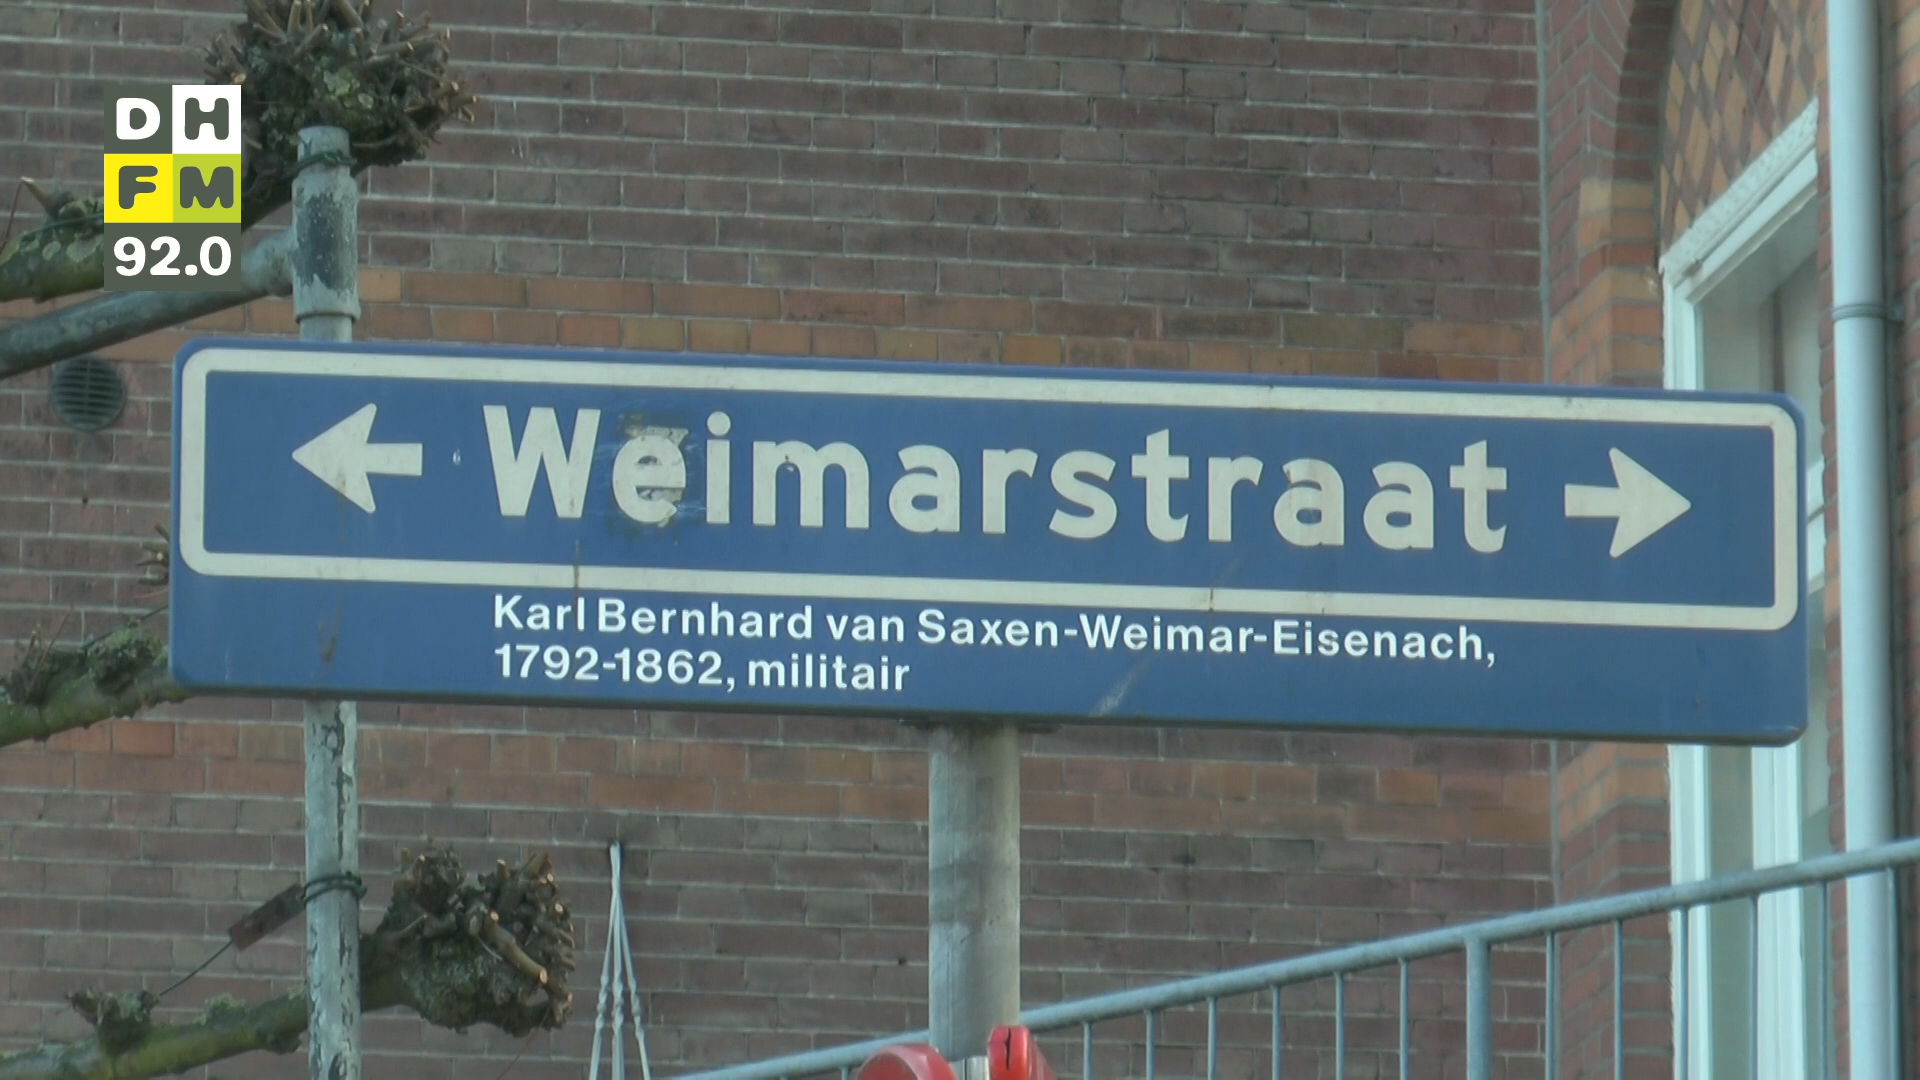 DH
FM
92.0
← Weimarstraat →
Karl Bernhard van Saxen-Weimar-Eisenach,
1792-1862, militair